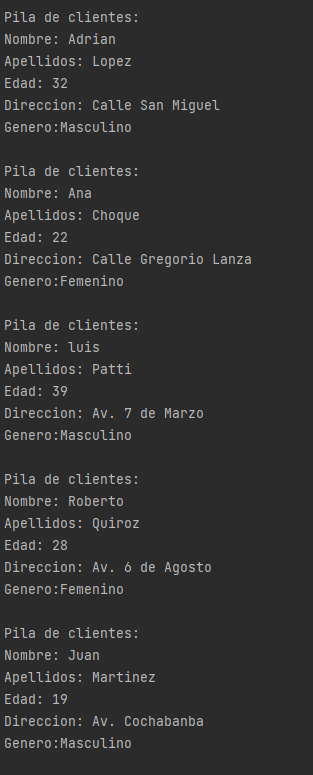 Pila de clientes:
Nombre: Adrian
Apellidos: Lopez
Edad: 32
Direccion: Calle San Miguel
Genero:Masculino
Pila de clientes:
Nombre: Ana
Apellidos: Choque
Edad: 22
Direccion: Calle Gregorio Lanza
Genero:Femenino
Pila de clientes:
Nombre: luis
Apellidos: Patti
Edad: 39
Direccion: Av. 7 de Marzo
Genero:Masculino
Pila de clientes:
Nombre: Roberto
Apellidos: Quiroz
Edad: 28
Direccion: Av. 6 de Agosto
Genero:Femenino
Pila de clientes:
Nombre: Juan
Apellidos: Martinez
Edad: 19
Direccion: Av. Cochabanba
Genero:Masculino